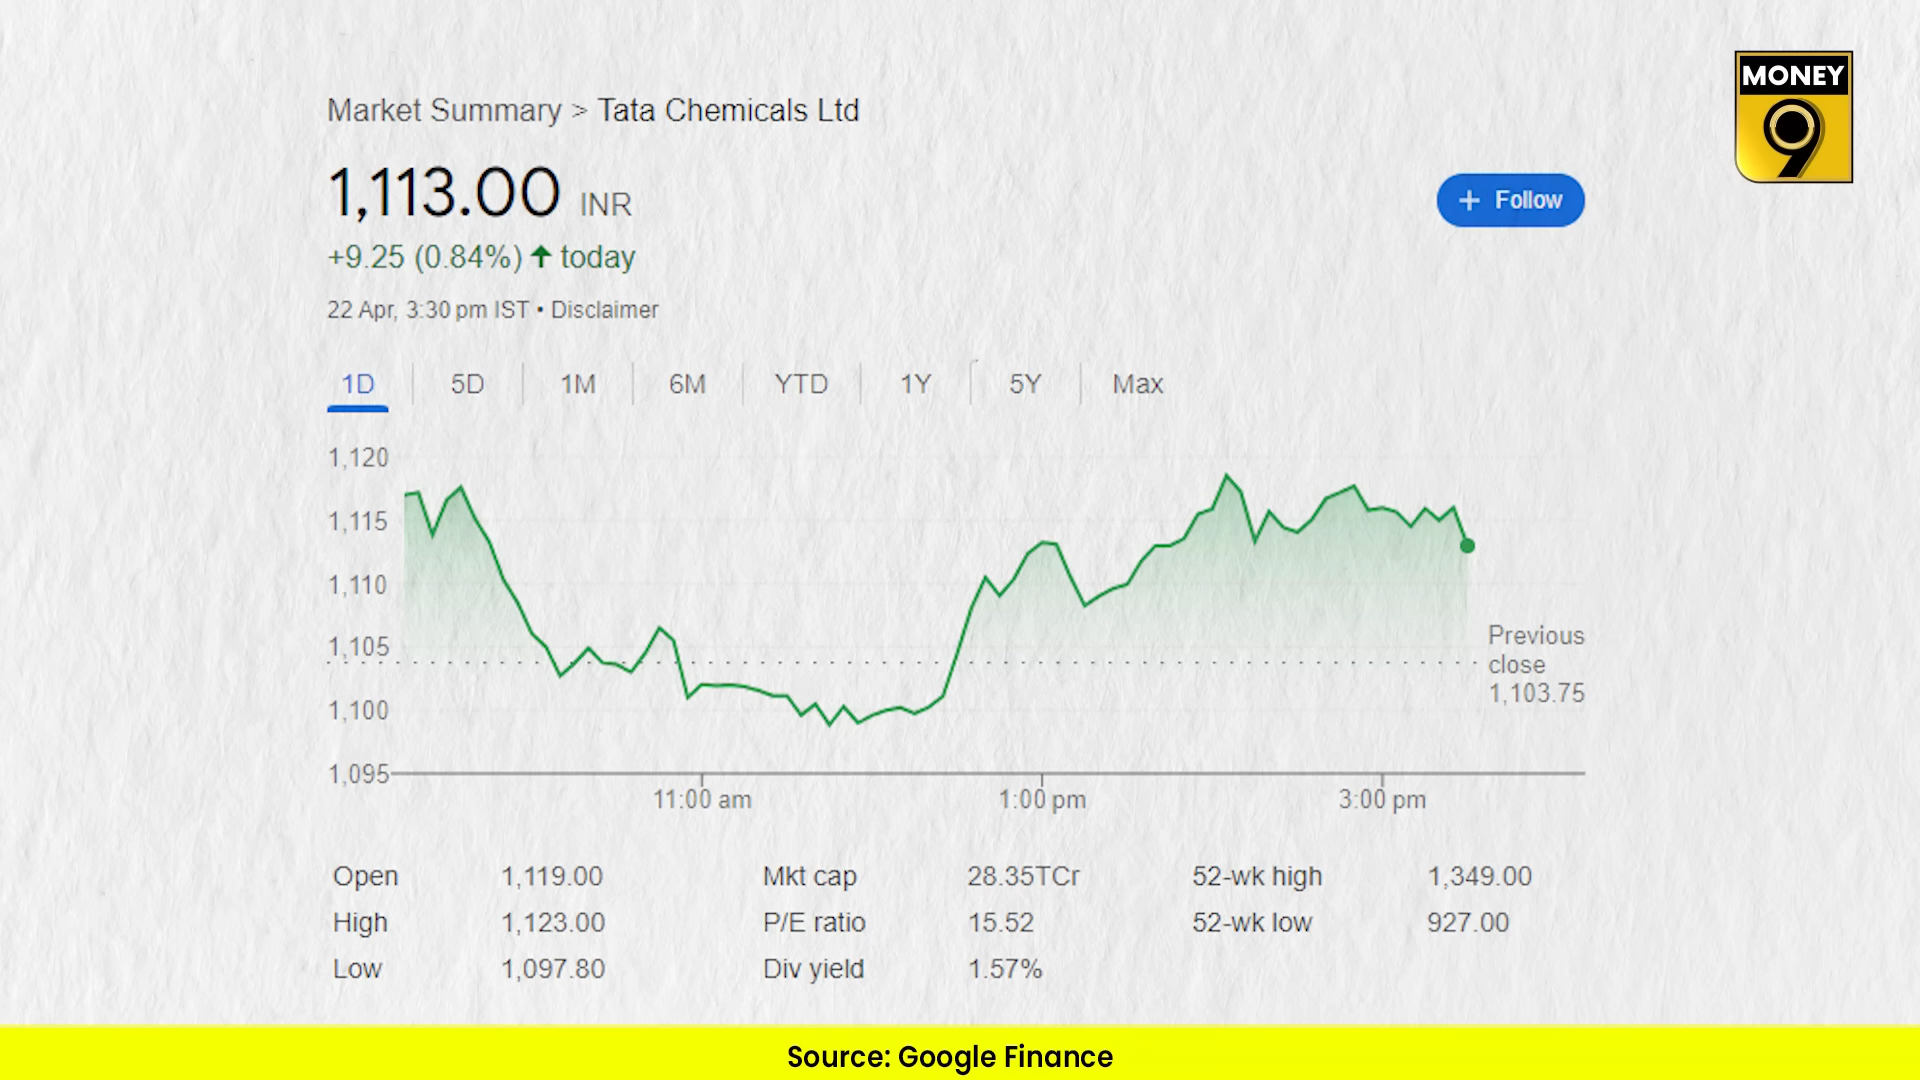 MONEY
9
Market Summary > Tata Chemicals Ltd
1,113.00 INR
+ Follow
+9.25 (0.84%) ↑ today
22 Apr, 3:30 pm IST • Disclaimer
1D 5D 1M 6M YTD 1Y 5Y Max
1,120
1,115
1,110
1,105
1,100
1,095
Previous
close
1,103.75
11:00 am 1:00 pm 3:00 pm
Open 1,119.00 Mkt cap 28.35TCr 52-wk high 1,349.00
High 1,123.00 P/E ratio 15.52 52-wk low 927.00
Low 1,097.80 Div yield 1.57%
Source: Google Finance